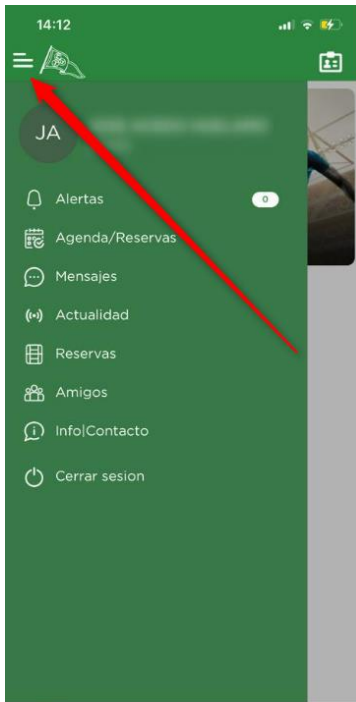 14:12
JA
Alertas
0
Agenda/Reservas
Mensajes
Actualidad
Reservas
Amigos
Info|Contacto
Cerrar sesion